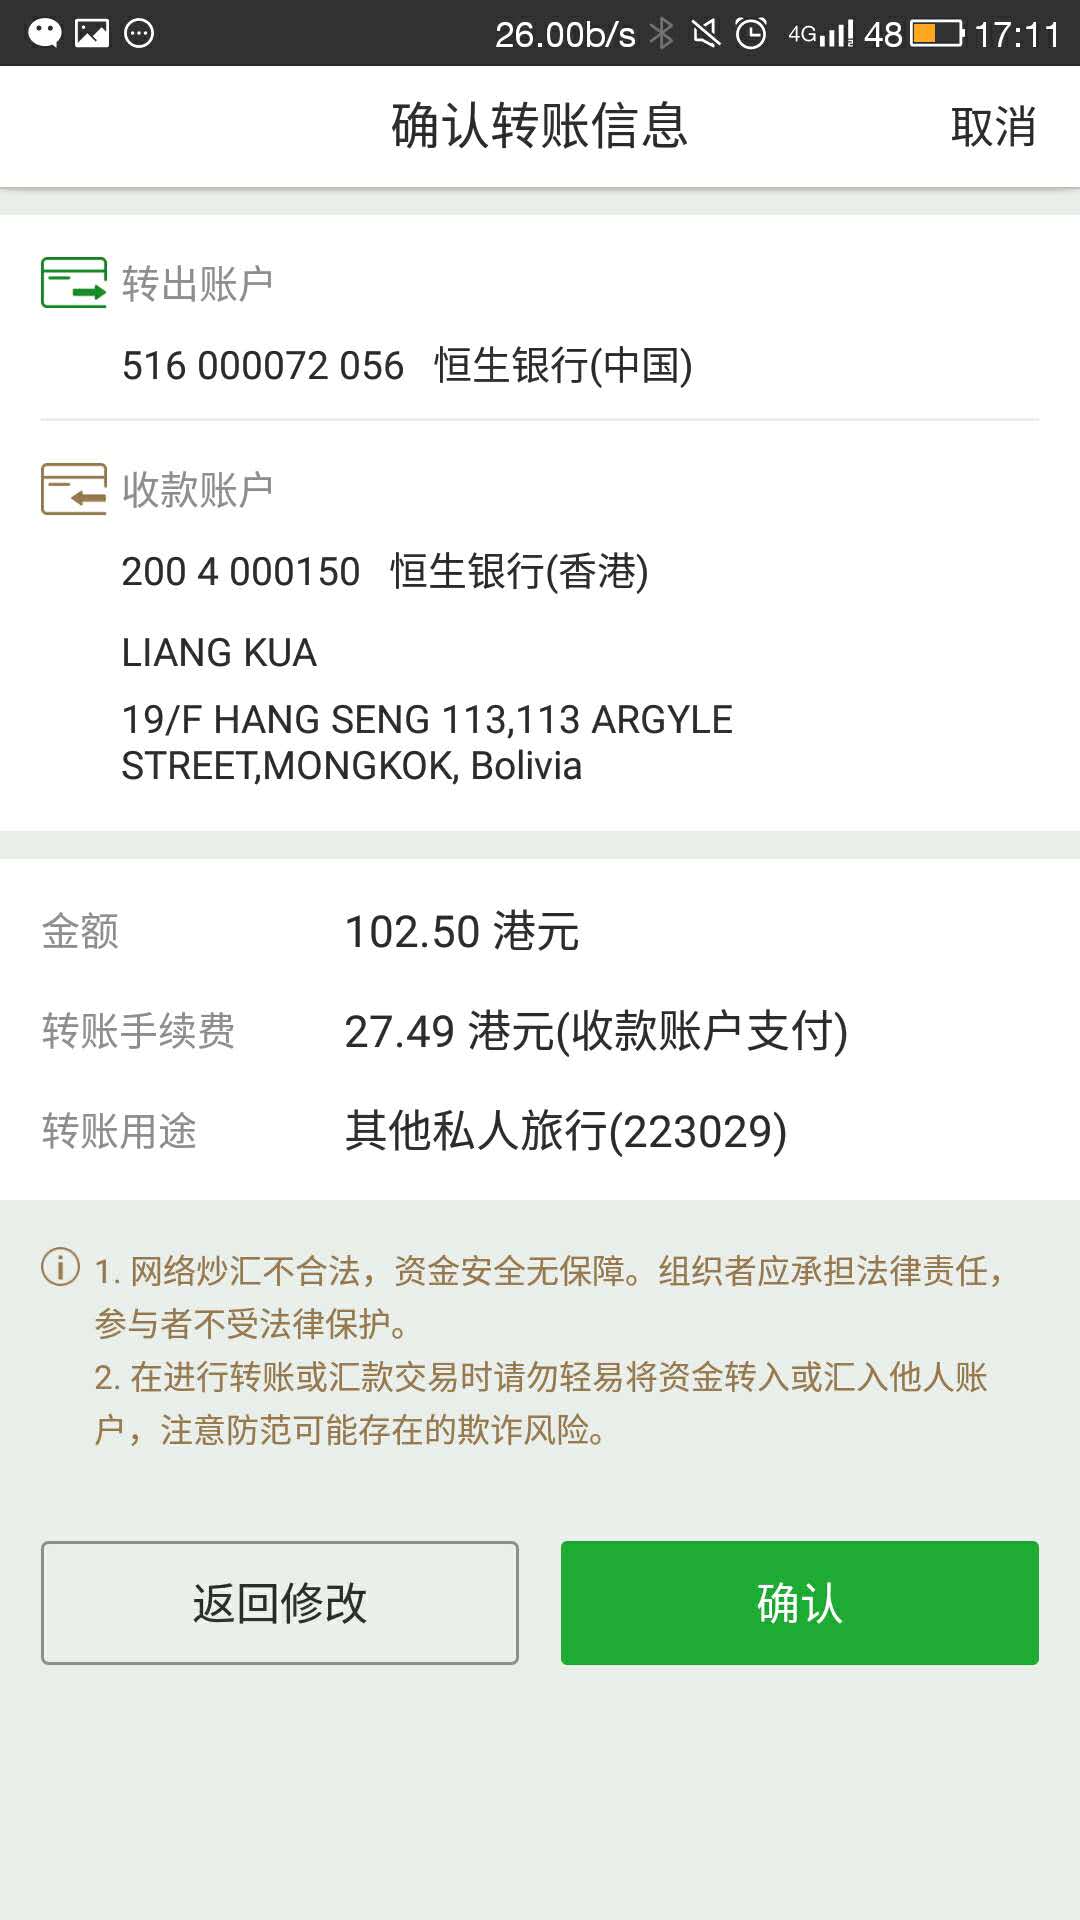 26.00b/s 4G 48 17:11
确认转账信息 取消
转出账户
516 000072 056 恒生银行(中国)
收款账户
200 4 000150 恒生银行(香港)
LIANG KUA
19/F HANG SENG 113,113 ARGYLE
STREET,MONGKOK, Bolivia
金额 102.50 港元
转账手续费 27.49 港元(收款账户支付)
转账用途 其他私人旅行(223029)
1. 网络炒汇不合法，资金安全无保障。组织者应承担法律责任，
参与者不受法律保护。
2. 在进行转账或汇款交易时请勿轻易将资金转入或汇入他人账
户，注意防范可能存在的欺诈风险。
返回修改 确认